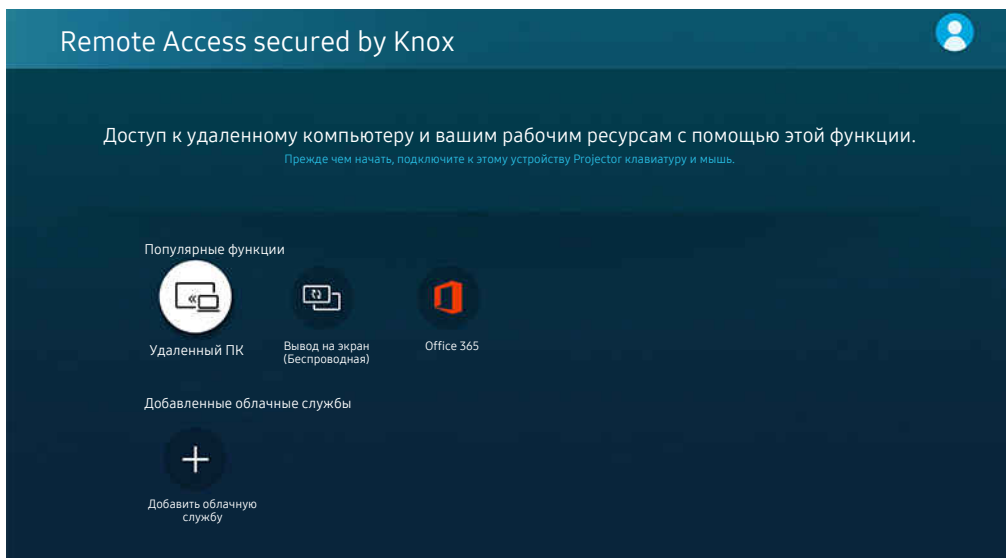 Remote Access secured by Knox
Доступ к удаленному компьютеру и вашим рабочим ресурсам с помощью этой функции.
Прежде чем начать, подключите к этому устройству Projector клавиатуру и мышь.
Популярные функции
Удаленный ПК
Вывод на экран
(Беспроводная)
Office 365
Добавленные облачные службы
Добавить облачную
службу